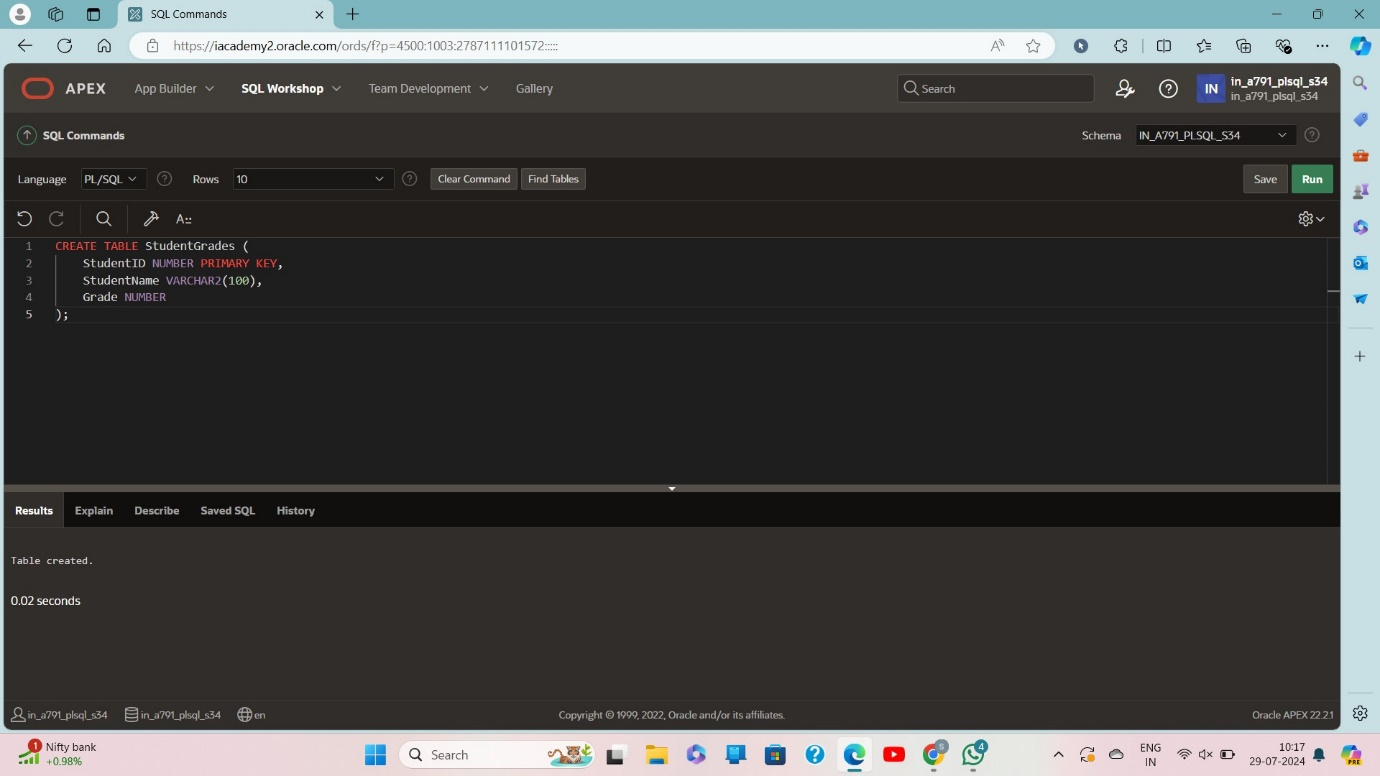 SQL Commands
https://iacademy2.oracle.com/ords/f?p=4500:1003:2787111101572:::::
APEX App Builder SQL Workshop Team Development Gallery Search IN in_a791_plsql_s34
in_a791_plsql_s34
SQL Commands Schema IN_A791_PLSQL_S34
Language PL/SQL Rows 10 Clear Command Find Tables Save Run
A::
1 CREATE TABLE StudentGrades (
2 StudentID NUMBER PRIMARY KEY,
3 StudentName VARCHAR2(100),
4 Grade NUMBER
5 );
Results Explain Describe Saved SQL History
Table created.
0.02 seconds
in_a791_plsql_s34 in_a791_plsql_s34 en Copyright © 1999, 2022, Oracle and/or its affiliates. Oracle APEX 22.2.1
1 Nifty bank
+0.98%
Search
S
4
ENG
IN
10:17
29-07-2024
PRE